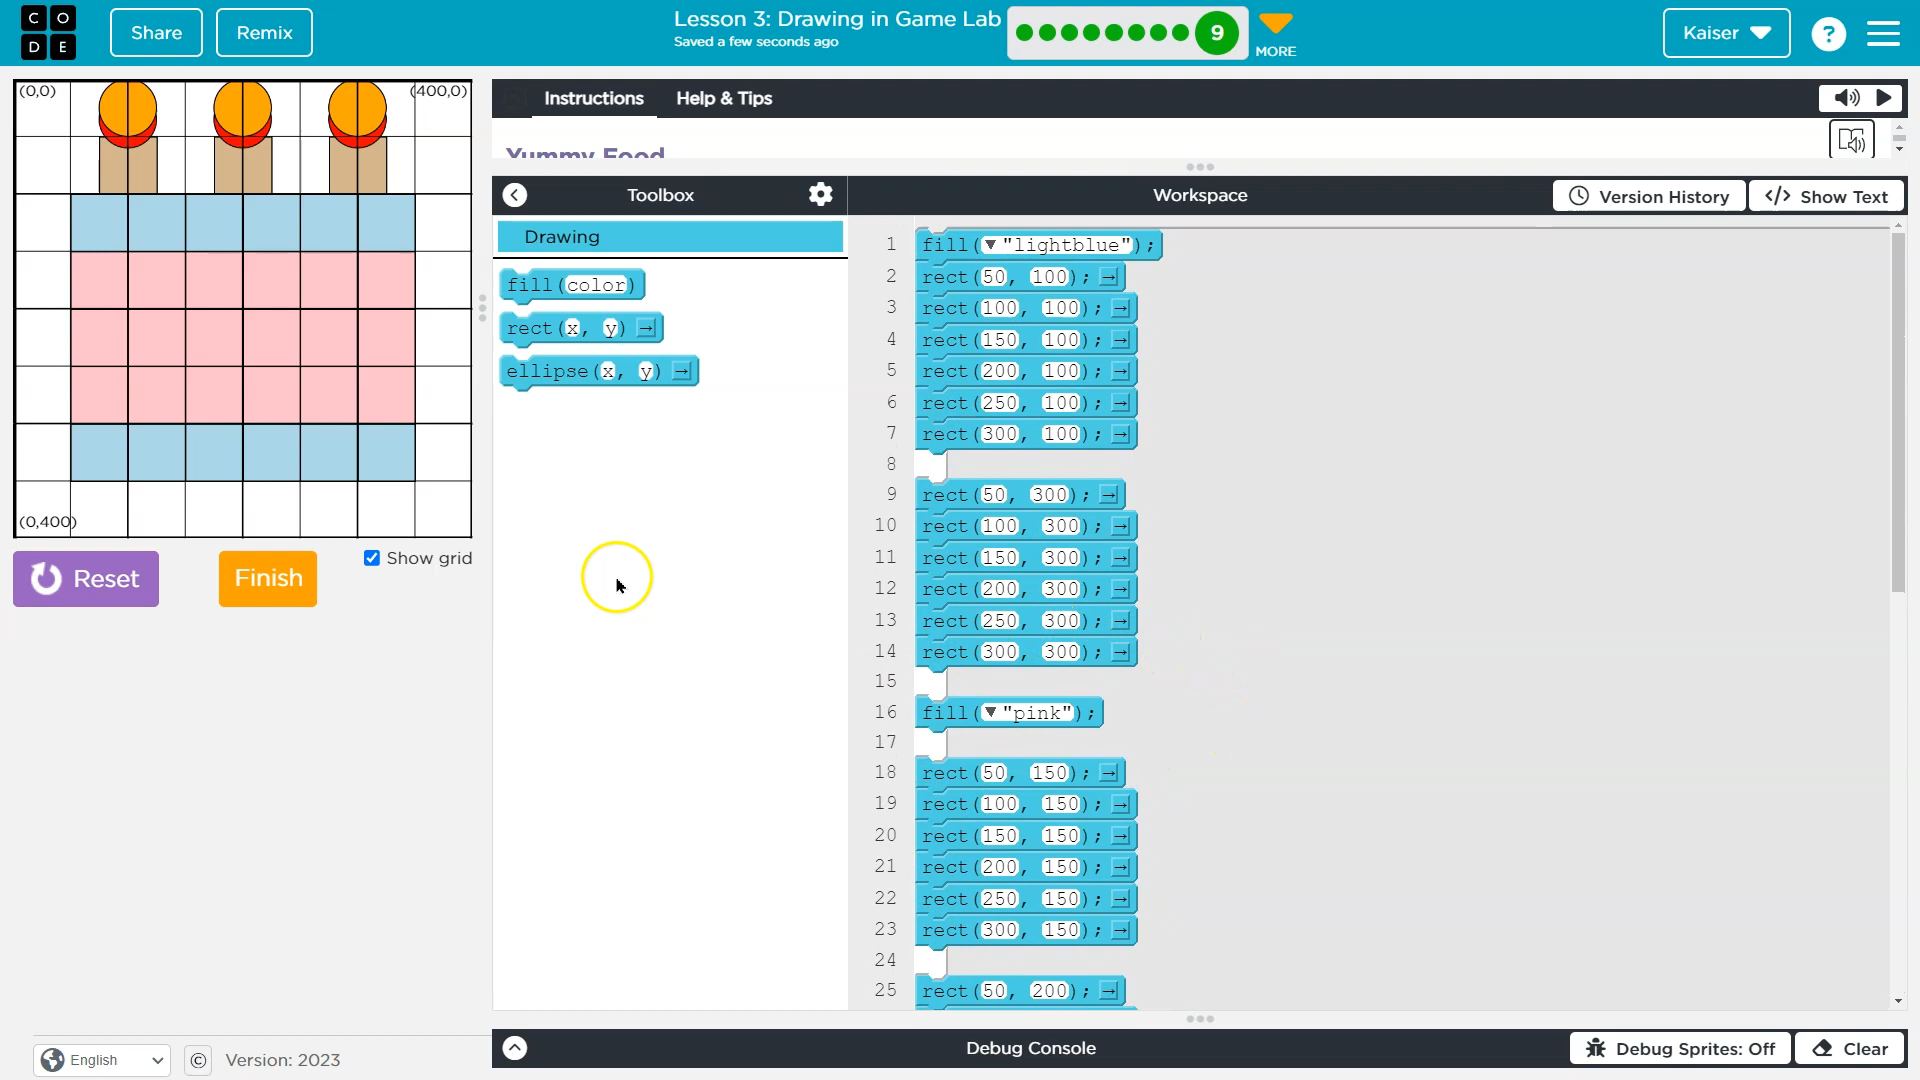 C O
D E
Share
Remix
Lesson 3: Drawing in Game Lab
Saved a few seconds ago
9
MORE
Kaiser
?
(0,0)
(400,0)
(0,400)
Reset
Finish
Show grid
Instructions
Help & Tips
Yummy Food
Toolbox
Workspace
Version History
</> Show Text
Drawing
fill(color)
rect(x, y)
ellipse(x, y)
1 fill("lightblue");
2 rect(50, 100);
3 rect(100, 100);
4 rect(150, 100);
5 rect(200, 100);
6 rect(250, 100);
7 rect(300, 100);
8
9 rect(50, 300);
10 rect(100, 300);
11 rect(150, 300);
12 rect(200, 300);
13 rect(250, 300);
14 rect(300, 300);
15
16 fill("pink");
17
18 rect(50, 150);
19 rect(100, 150);
20 rect(150, 150);
21 rect(200, 150);
22 rect(250, 150);
23 rect(300, 150);
24
25 rect(50, 200);
English
©
Version: 2023
Debug Console
Debug Sprites: Off
Clear